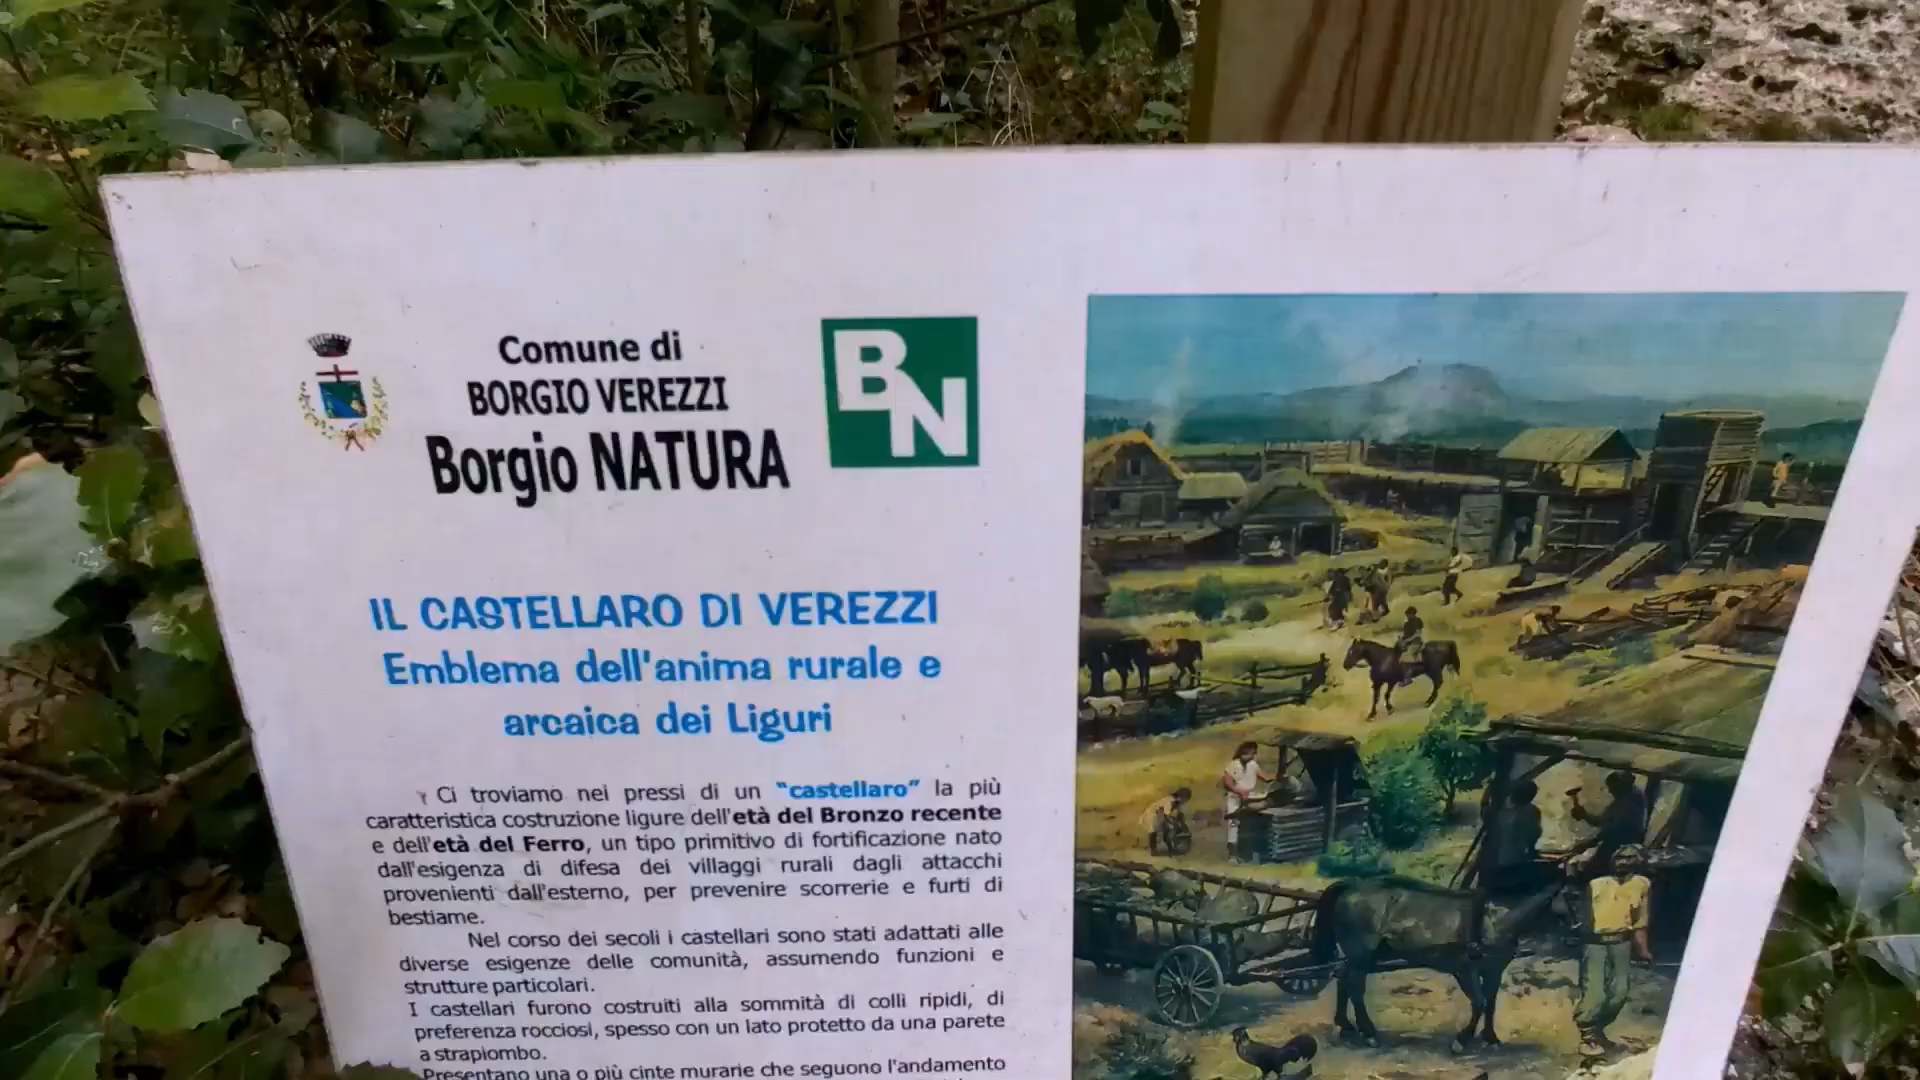 Comune di
BORGIO VEREZZI
Borgio NATURA
BN
IL CASTELLARO DI VEREZZI
Emblema dell'anima rurale e
arcaica dei Liguri
Ci troviamo nei pressi di un "castellaro" la più
caratteristica costruzione ligure dell'età del Bronzo recente
e dell'età del Ferro, un tipo primitivo di fortificazione nato
dall'esigenza di difesa dei villaggi rurali dagli attacchi
provenienti dall'esterno, per prevenire scorrerie e furti di
bestiame.
Nel corso dei secoli i castellari sono stati adattati alle
diverse esigenze delle comunità, assumendo funzioni e
strutture particolari.
I castellari furono costruiti alla sommità di colli ripidi, di
preferenza rocciosi, spesso con un lato protetto da una parete
a strapiombo.
Presentano una o più cinte murarie che seguono l'andamento